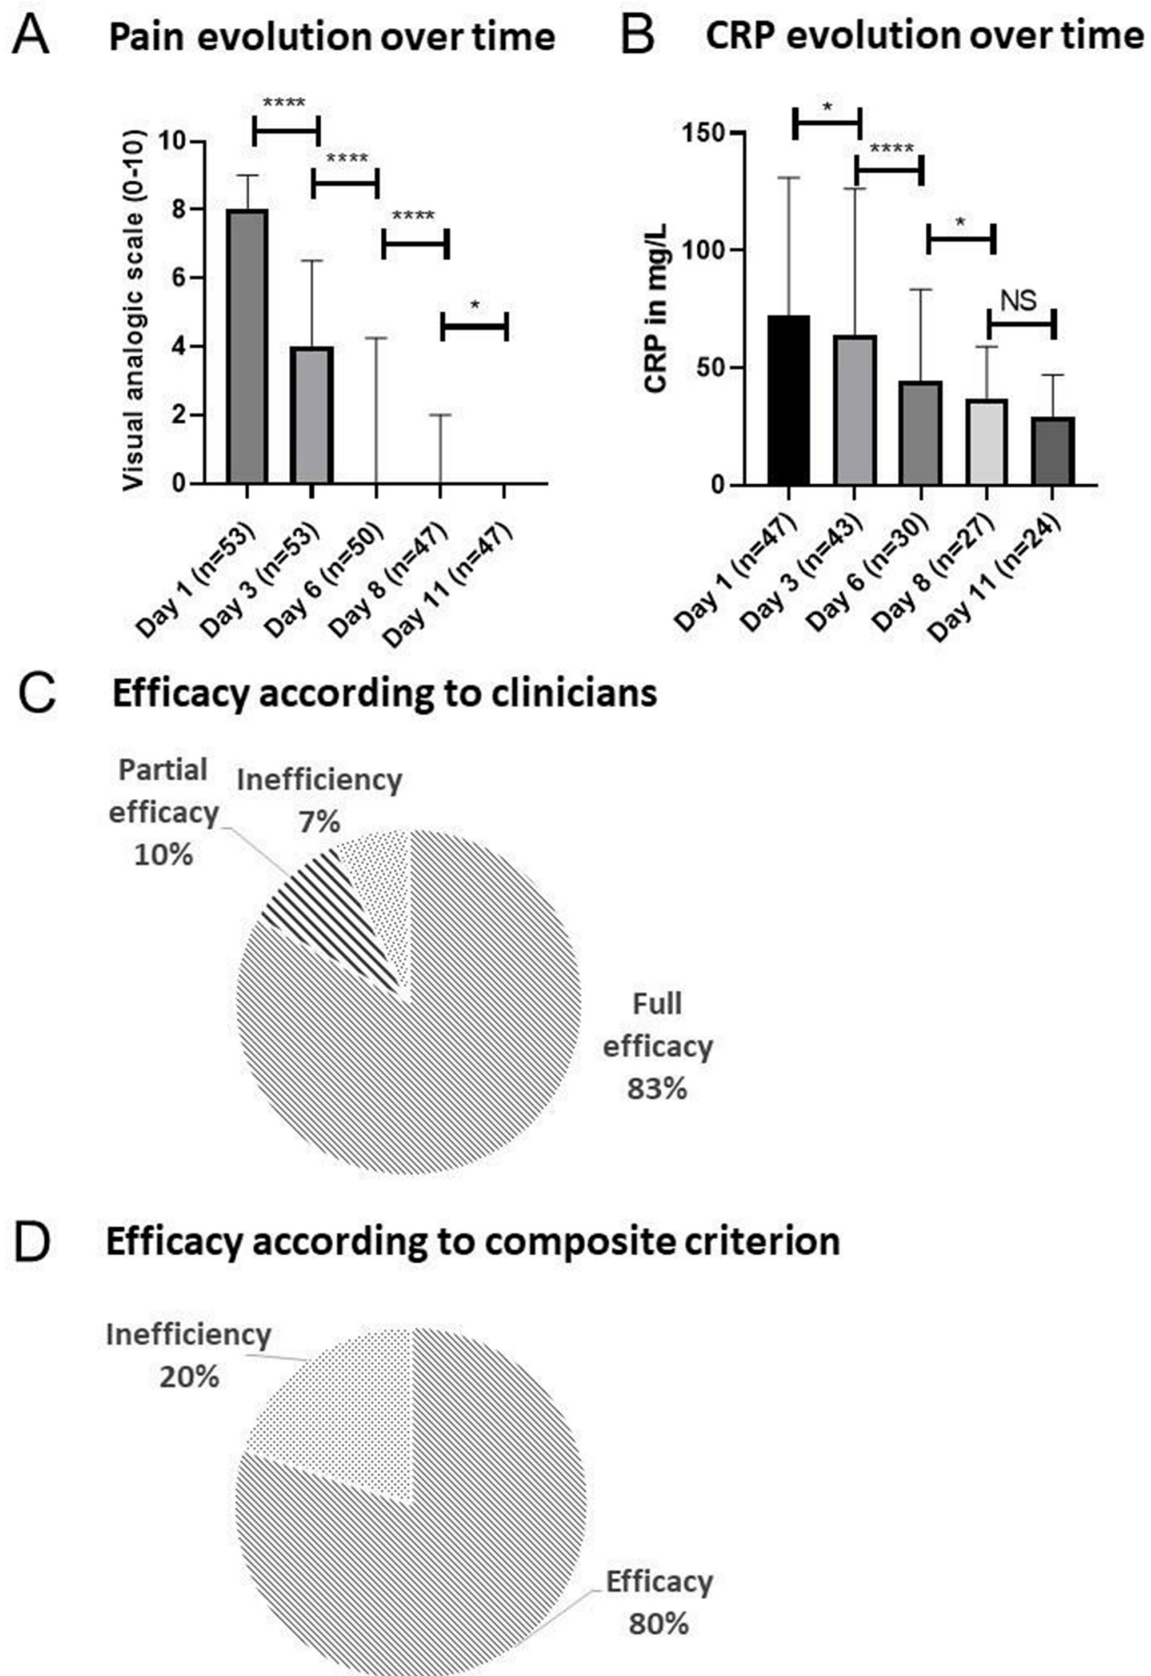 A Pain evolution over time
****
****
****
*
Visual analogic scale (0-10)
10
8
6
4
2
0
Day 1 (n=53)
Day 3 (n=53)
Day 6 (n=50)
Day 8 (n=47)
Day 11 (n=47)
B CRP evolution over time
*
****
*
NS
CRP in mg/L
150
100
50
0
Day 1 (n=47)
Day 3 (n=43)
Day 6 (n=30)
Day 8 (n=27)
Day 11 (n=24)
C Efficacy according to clinicians
Partial
efficacy
10%
Inefficiency
7%
Full
efficacy
83%
D Efficacy according to composite criterion
Inefficiency
20%
Efficacy
80%